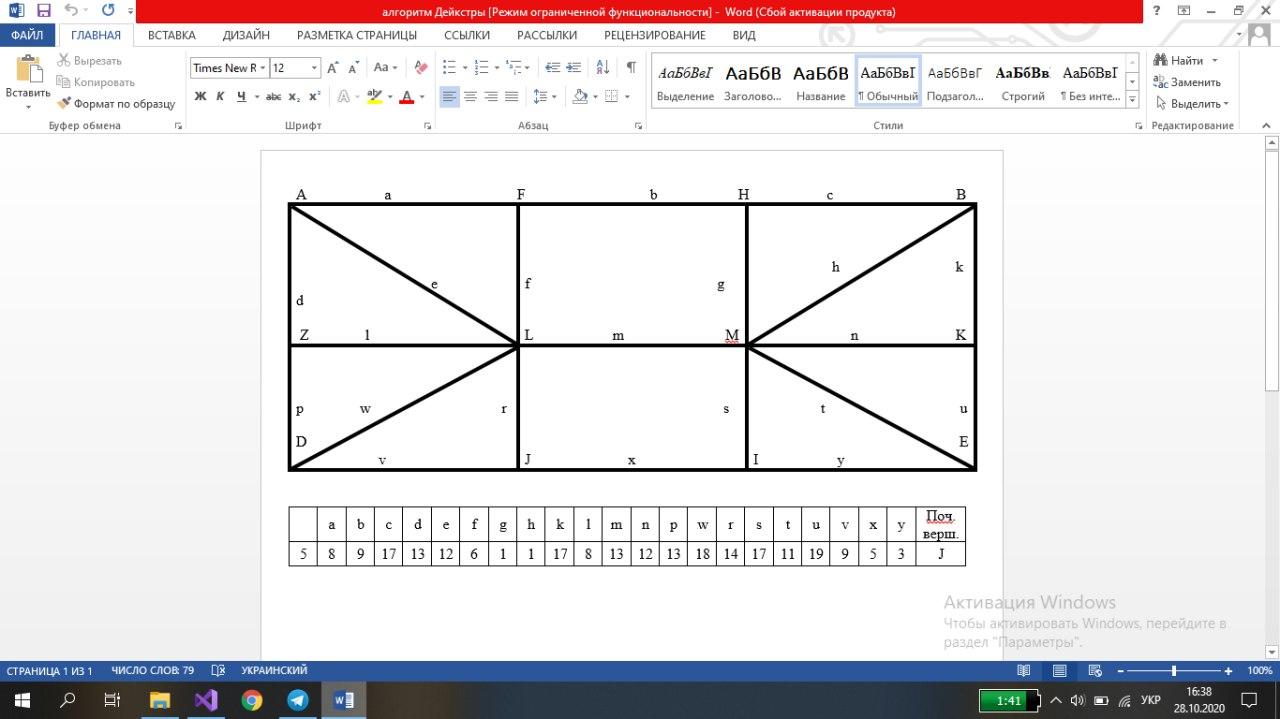 алгоритм Дейкстры [Режим ограниченной функциональности] - Word (Сбой активации продукта)
ФАЙЛ ГЛАВНАЯ ВСТАВКА ДИЗАЙН РАЗМЕТКА СТРАНИЦЫ ССЫЛКИ РАССЫЛКИ РЕЦЕНЗИРОВАНИЕ ВИД
Вставить
Вырезать
Копировать
Формат по образцу
Буфер обмена
Times New R 12
Ж К Ч abc x₂ x²
Шрифт
Абзац
АаБбВвГ АаБбВ АаБбВ АаБбВвГ АаБбВвГ АаБбВв АаБбВвГ
Выделение Заголово... Название ¶ Обычный Подзагол... Строгий ¶ Без инте...
Стили
Найти
Заменить
Выделить
Редактирование
A a F b H c B
h k
e f g
d
Z l L m M n K
p w r s t u
D E
v J x I y
a b c d e f g h k l m n p w r s t u v x y Поч. верш.
5 8 9 17 13 12 6 1 1 17 8 13 12 13 18 14 17 11 19 9 5 3 J
Активация Windows
Чтобы активировать Windows, перейдите в
раздел "Параметры".
СТРАНИЦА 1 ИЗ 1 ЧИСЛО СЛОВ: 79 УКРАИНСКИЙ 100%
1:41 УКР 16:38
28.10.2020